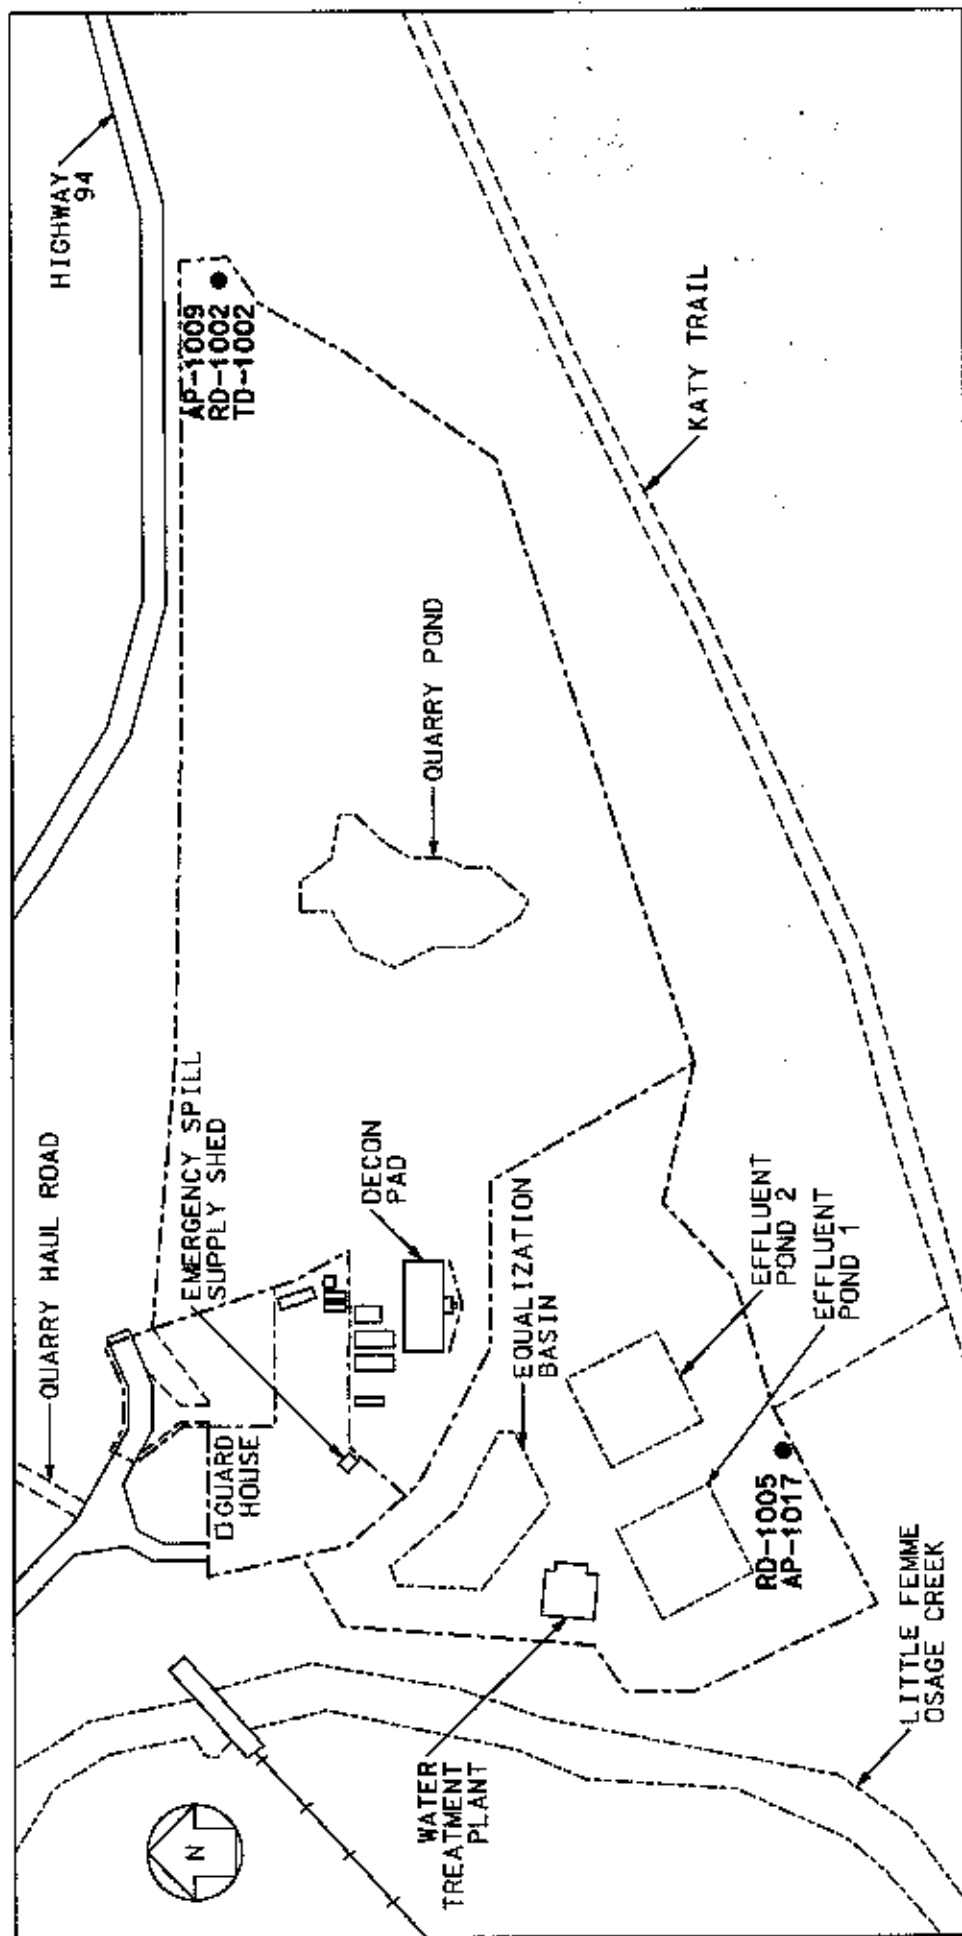 HIGHWAY
94
AP-1009
RD-1002
TD-1002
KATY TRAIL
QUARRY POND
QUARRY HAUL ROAD
EMERGENCY SPILL
SUPPLY SHED
DECON
PAD
GUARD
HOUSE
EQUALIZATION
BASIN
EFFLUENT
POND 2
EFFLUENT
POND 1
RD-1005
AP-1017
WATER
TREATMENT
PLANT
LITTLE FEMME
OSAGE CREEK
N